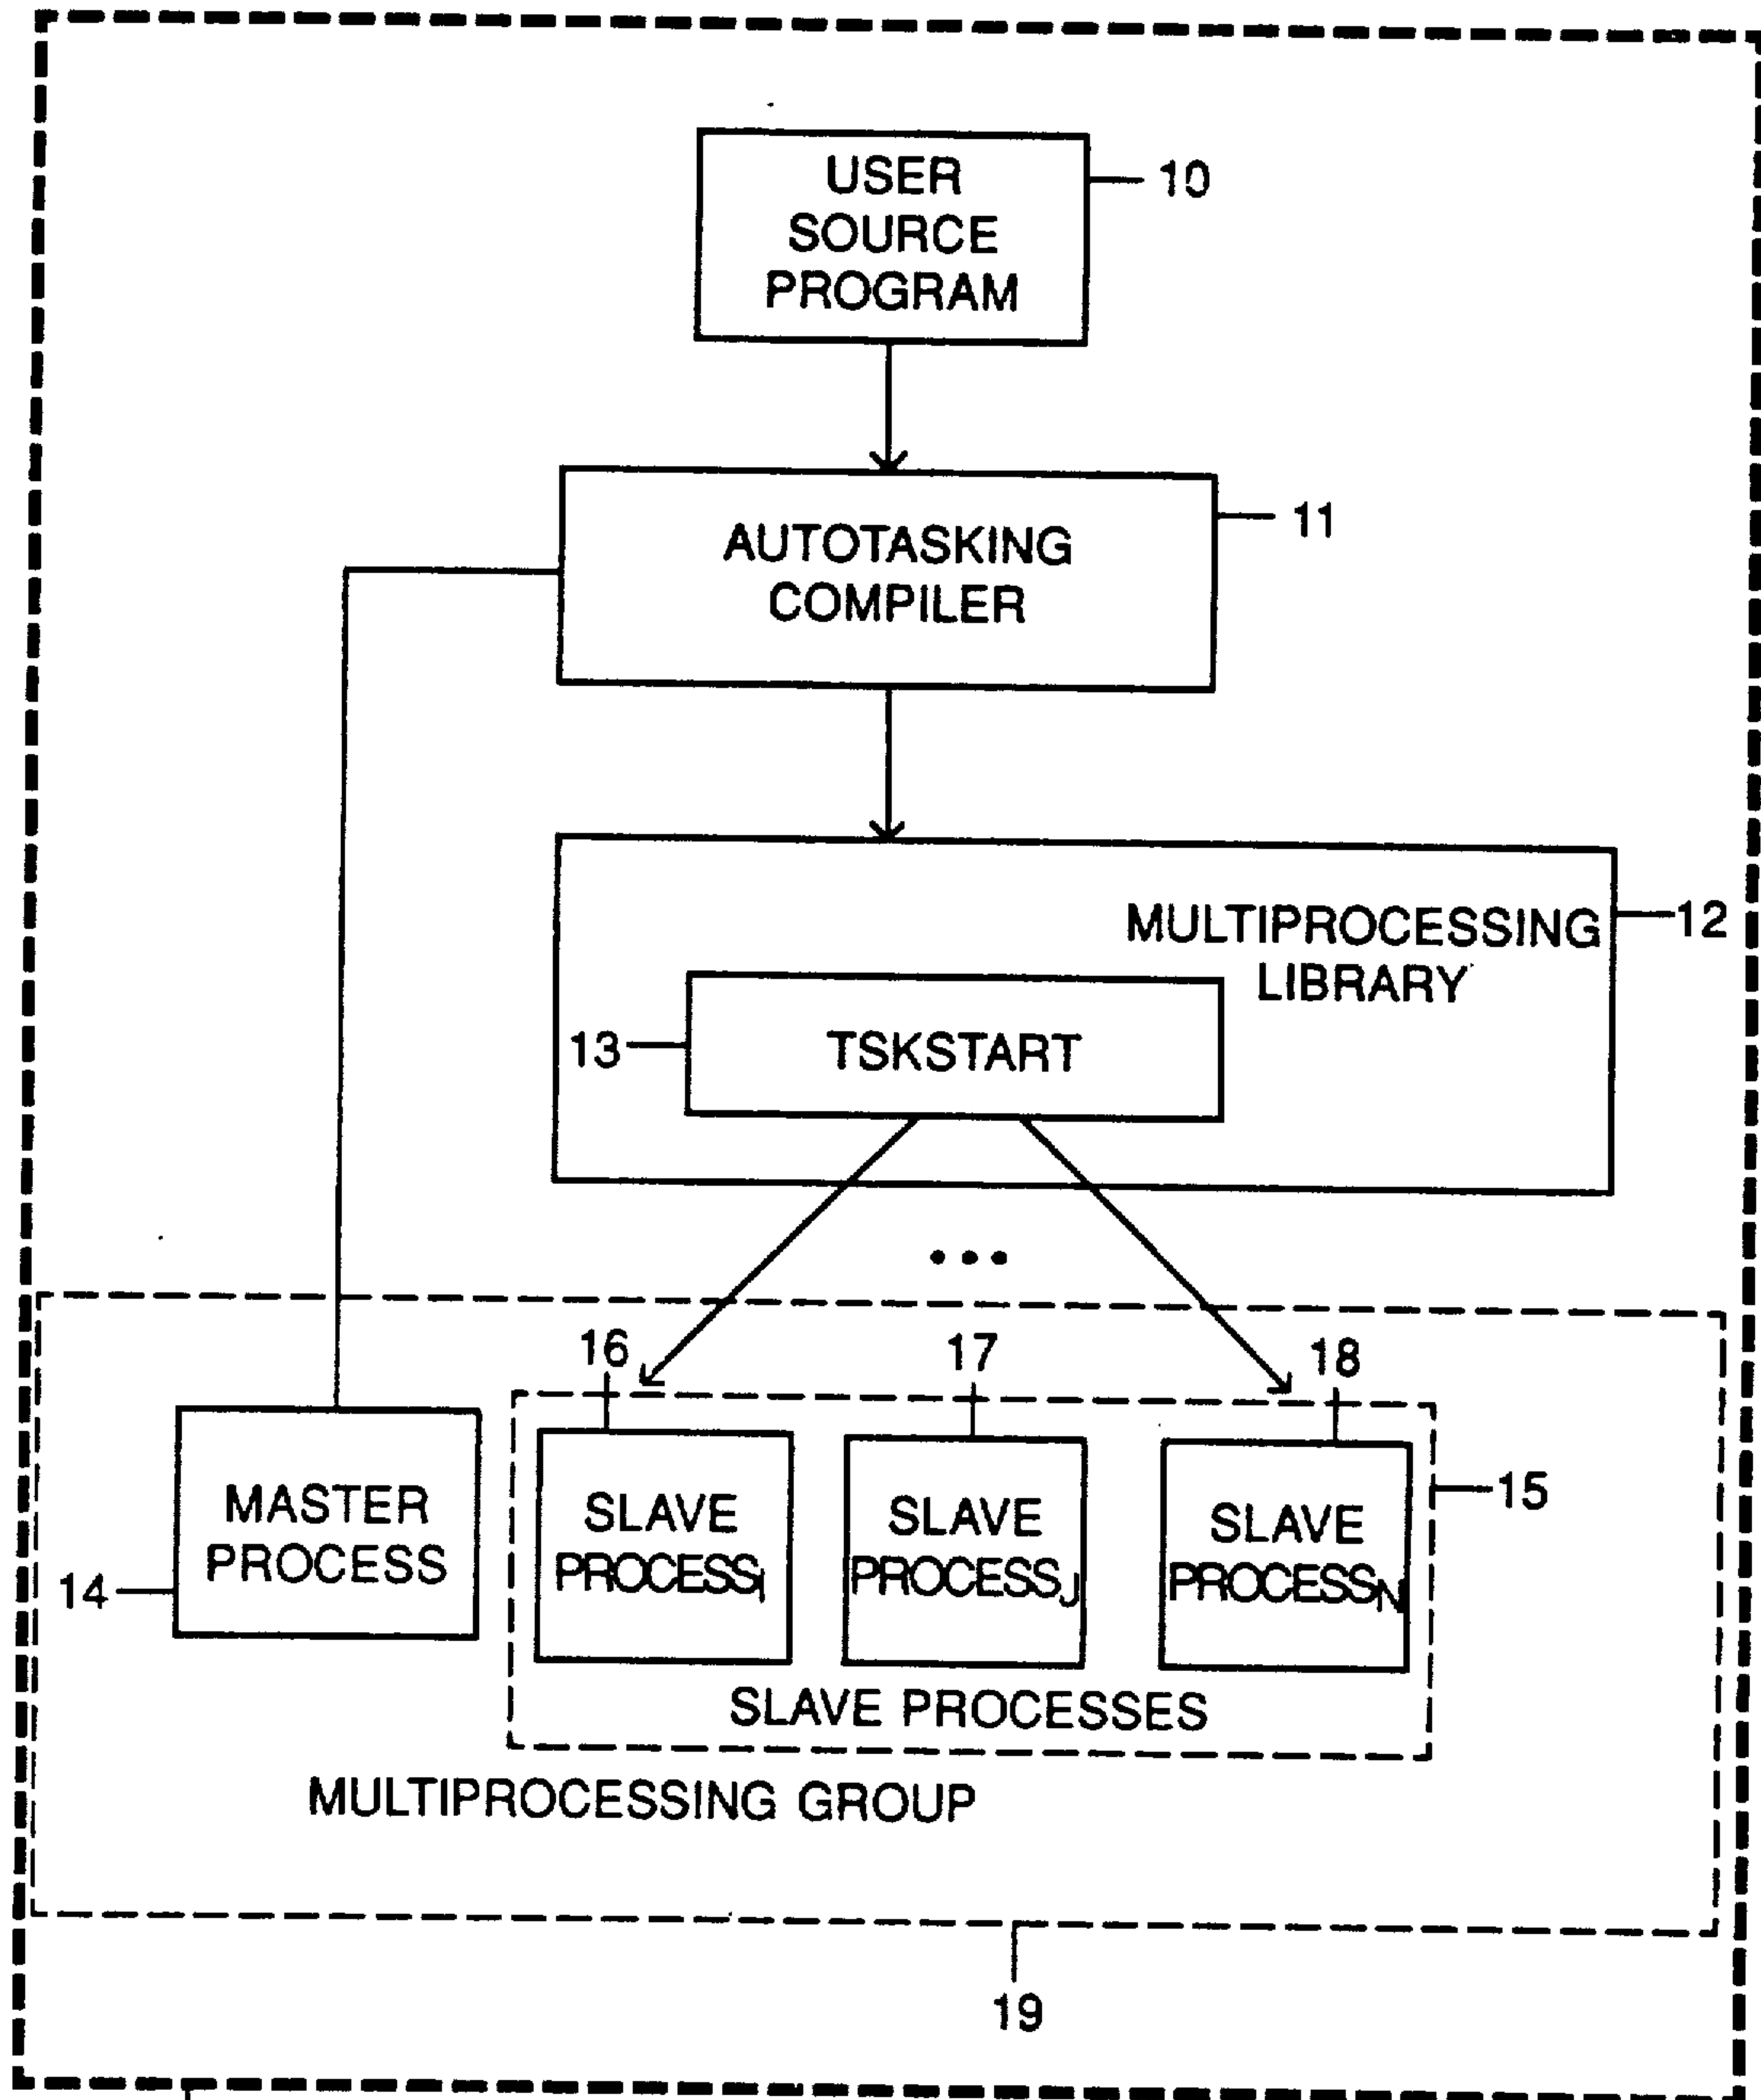 USER
SOURCE
PROGRAM
10
AUTOTASKING
COMPILER
11
MULTIPROCESSING
LIBRARY
12
13
TSKSTART
...
16
17
18
MASTER
PROCESS
14
SLAVE
PROCESSI
SLAVE
PROCESSJ
SLAVE
PROCESSN
15
SLAVE PROCESSES
MULTIPROCESSING GROUP
19